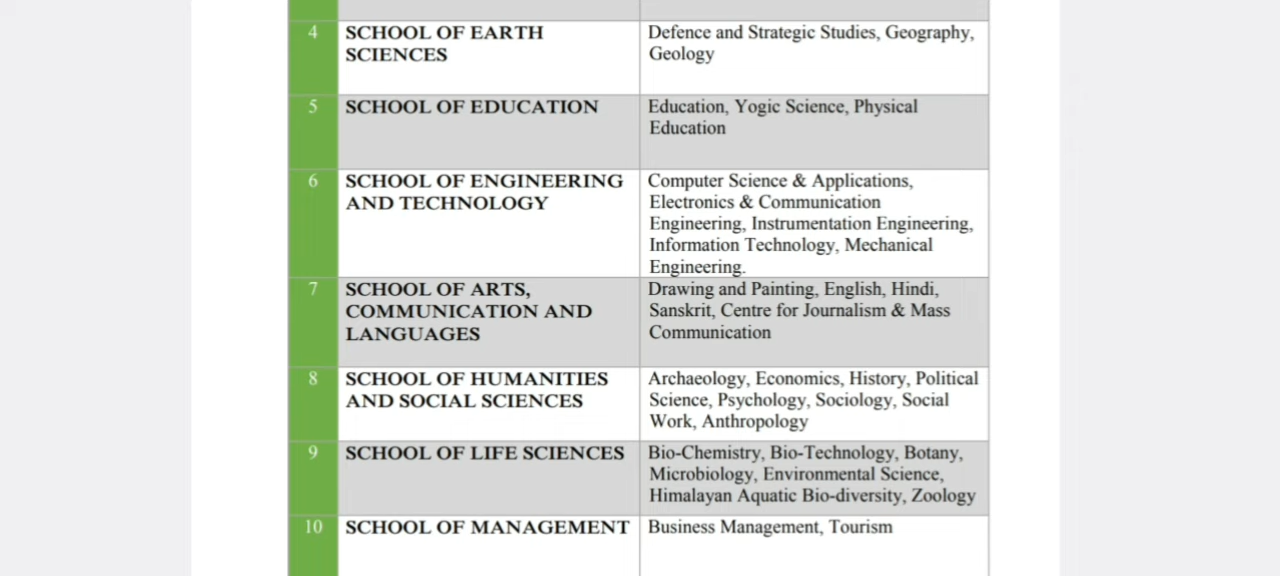 4 SCHOOL OF EARTH SCIENCES Defence and Strategic Studies, Geography,
Geology
5 SCHOOL OF EDUCATION Education, Yogic Science, Physical
Education
6 SCHOOL OF ENGINEERING Computer Science & Applications,
AND TECHNOLOGY Electronics & Communication
Engineering, Instrumentation Engineering,
Information Technology, Mechanical
Engineering.
7 SCHOOL OF ARTS, Drawing and Painting, English, Hindi,
COMMUNICATION AND Sanskrit, Centre for Journalism & Mass
LANGUAGES Communication
8 SCHOOL OF HUMANITIES Archaeology, Economics, History, Political
AND SOCIAL SCIENCES Science, Psychology, Sociology, Social
Work, Anthropology
9 SCHOOL OF LIFE SCIENCES Bio-Chemistry, Bio-Technology, Botany,
Microbiology, Environmental Science,
Himalayan Aquatic Bio-diversity, Zoology
10 SCHOOL OF MANAGEMENT Business Management, Tourism